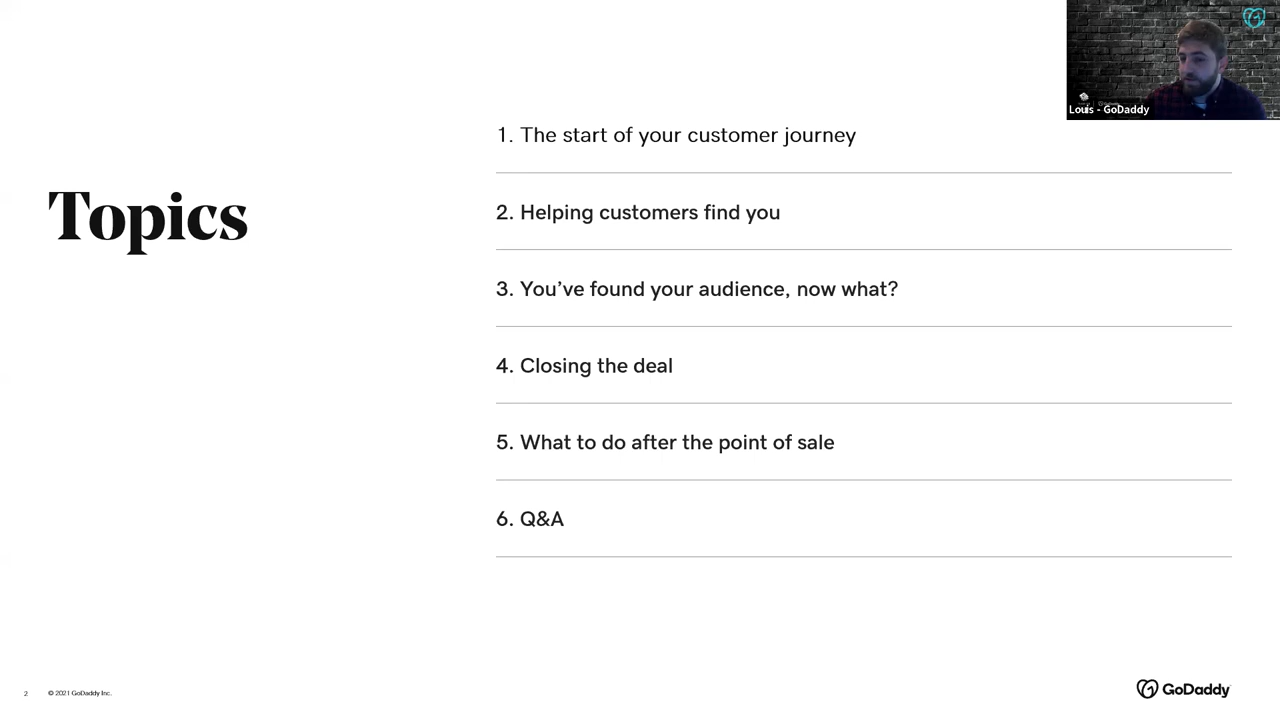 Louis - GoDaddy
Topics
1. The start of your customer journey
2. Helping customers find you
3. You’ve found your audience, now what?
4. Closing the deal
5. What to do after the point of sale
6. Q&A
2
© 2021 GoDaddy Inc.
GoDaddy